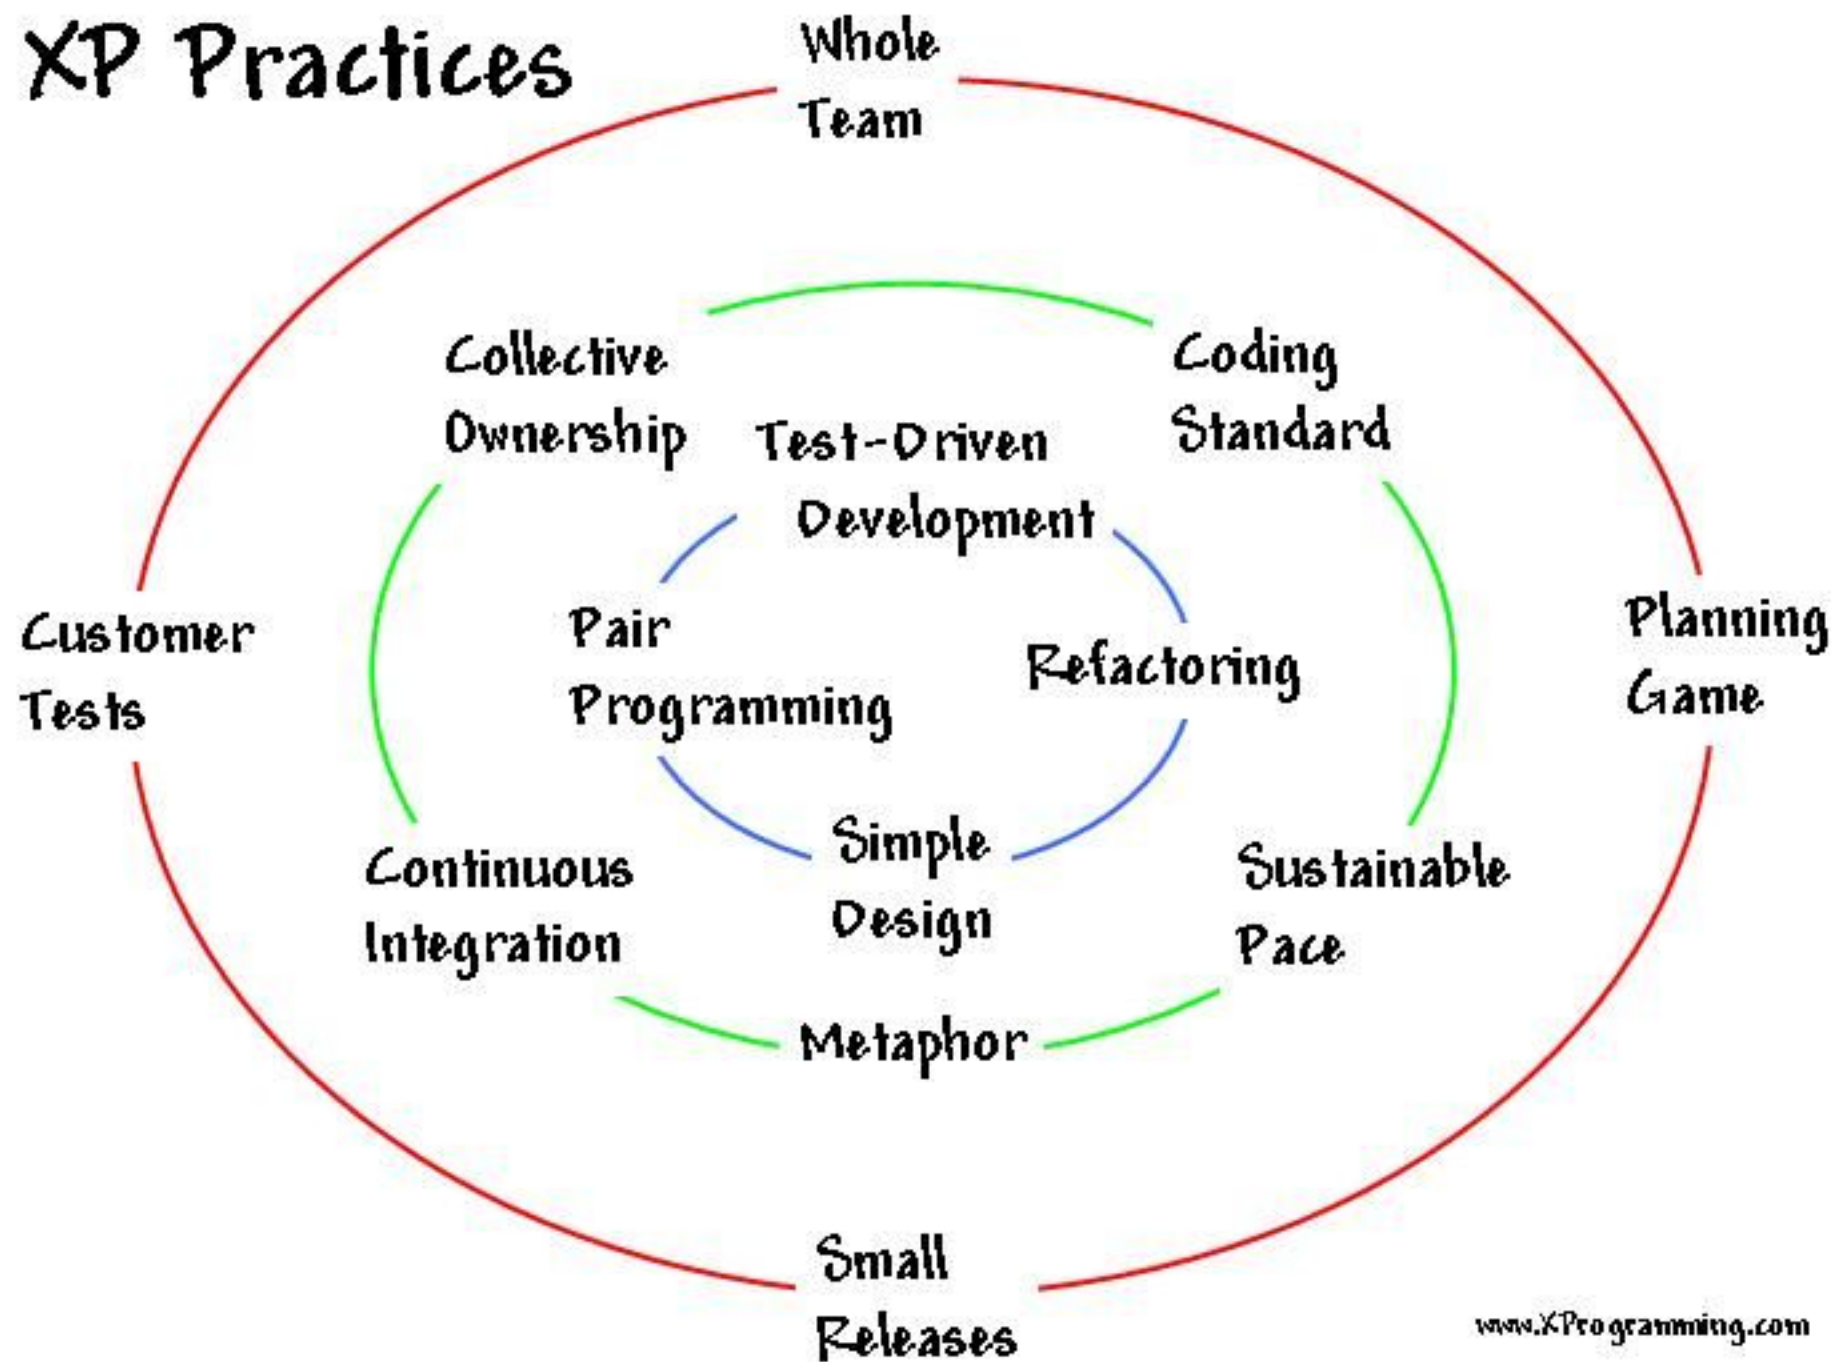 XP Practices
Whole
Team
Collective
Ownership
Coding
Standard
Test-Driven
Development
Customer
Tests
Pair
Programming
Refactoring
Planning
Game
Continuous
Integration
Simple
Design
Sustainable
Pace
Metaphor
Small
Releases
www.XProgramming.com